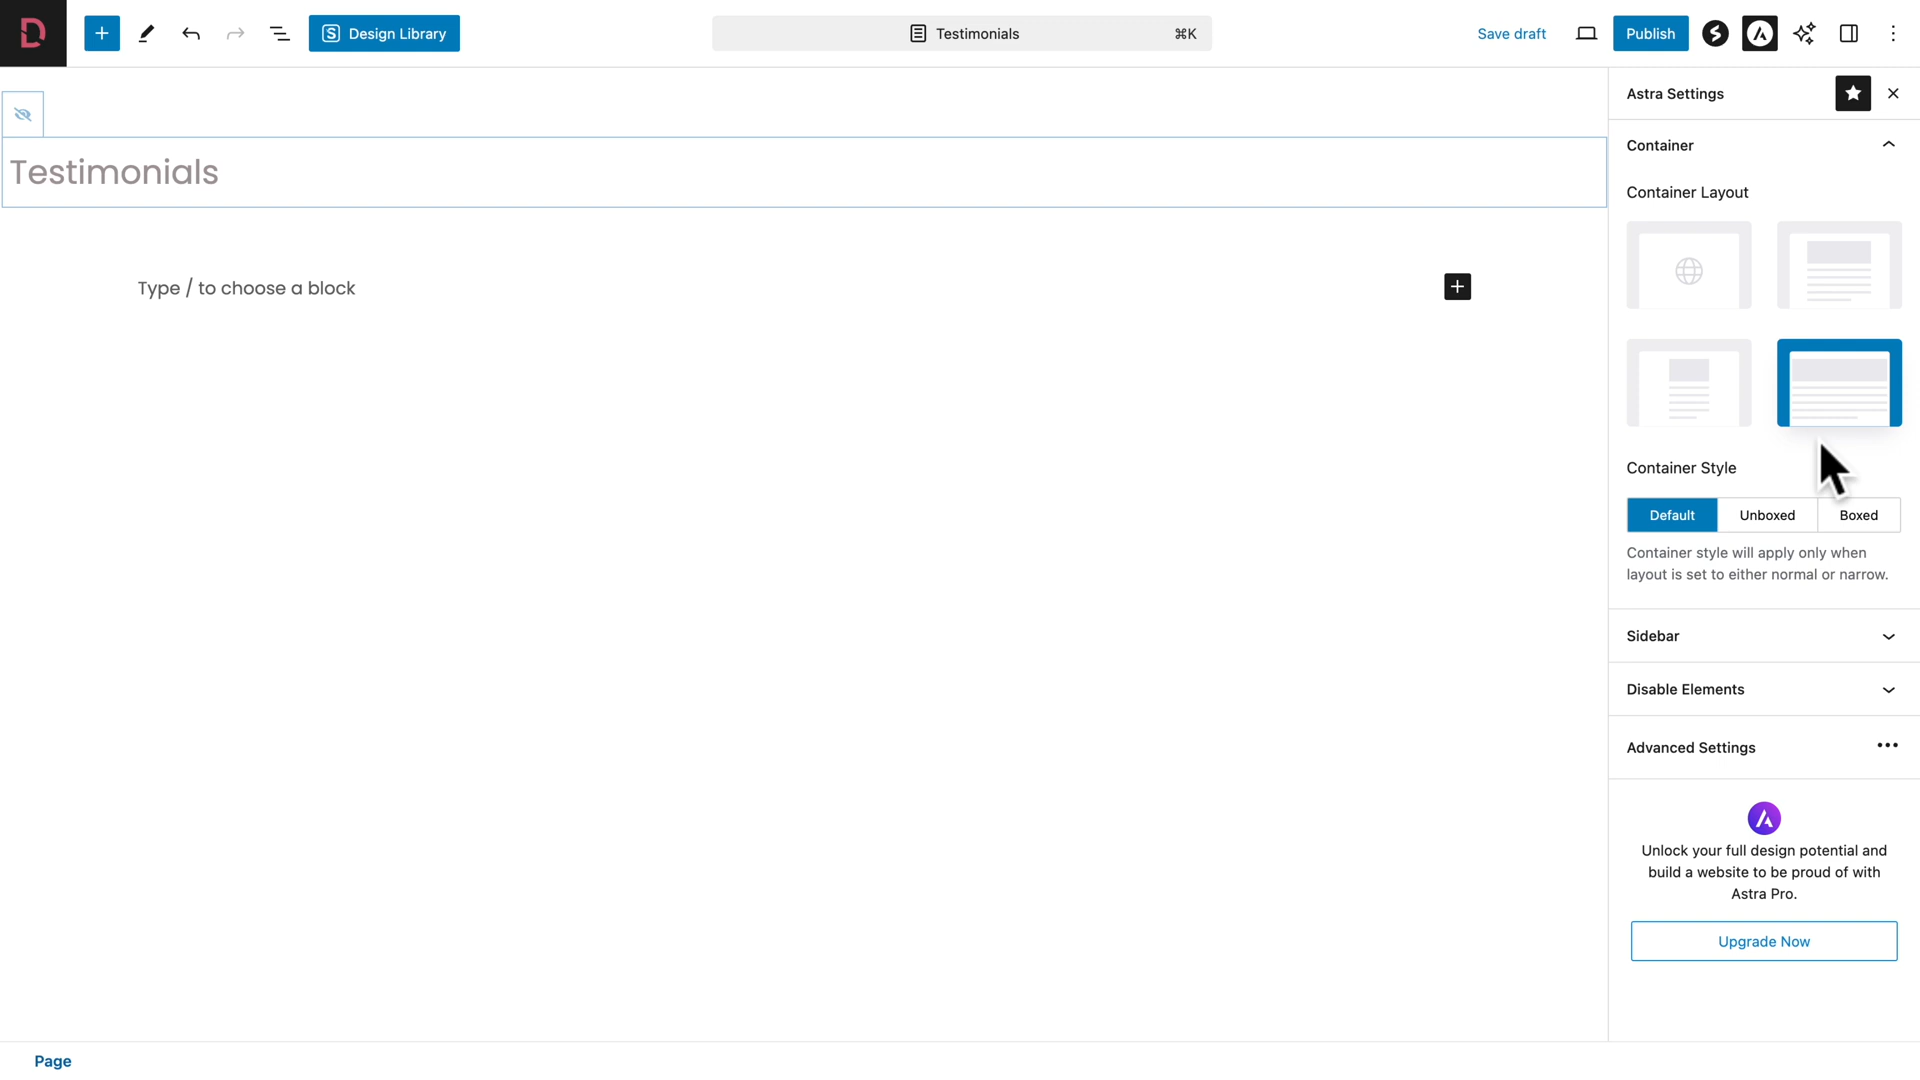 Design Library
Testimonials
⌘K
Save draft
Publish
Astra Settings
Container
Container Layout
Testimonials
Type / to choose a block
Container Style
Default
Unboxed
Boxed
Container style will apply only when
layout is set to either normal or narrow.
Sidebar
Disable Elements
Advanced Settings
Unlock your full design potential and
build a website to be proud of with
Astra Pro.
Upgrade Now
Page